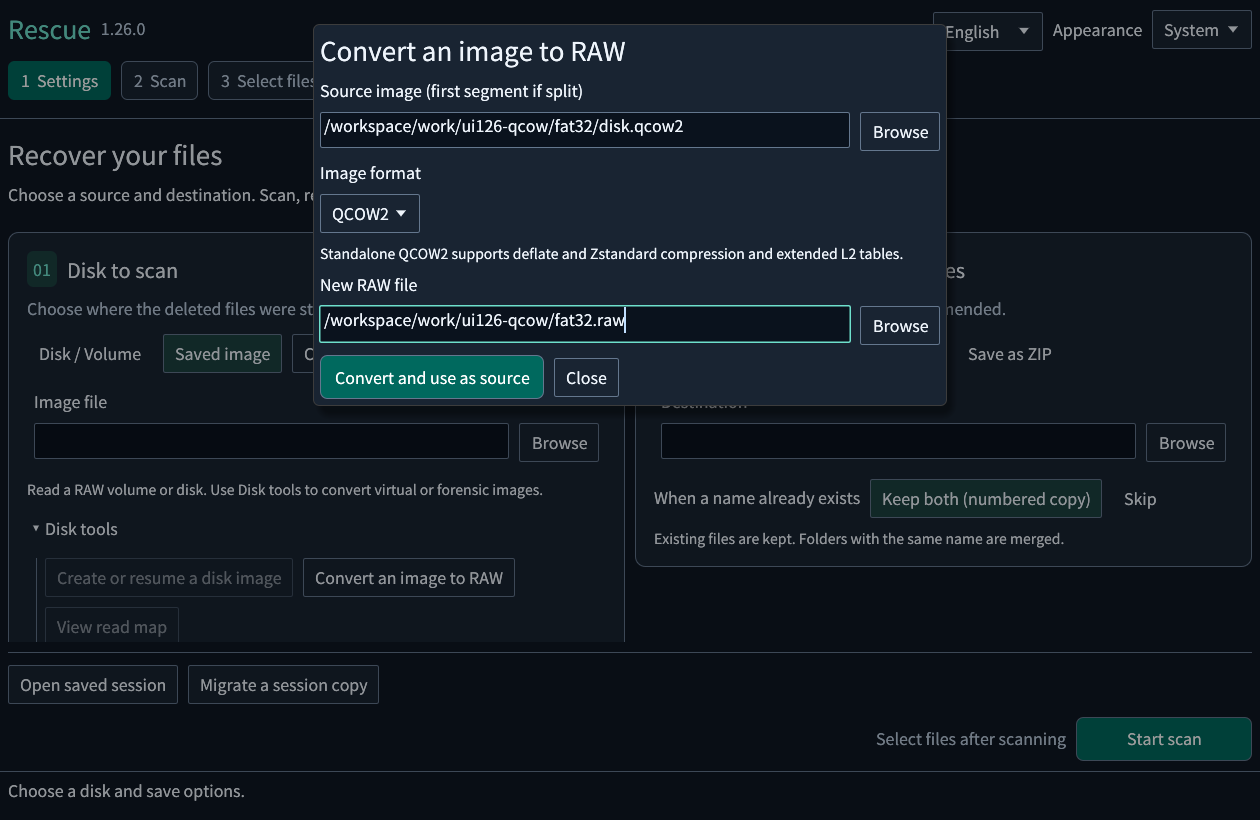 Rescue 1.26.0
English ▼ Appearance System ▼
1 Settings 2 Scan 3 Select files
Convert an image to RAW
Source image (first segment if split)
/workspace/work/ui126-qcow/fat32/disk.qcow2 Browse
Image format
QCOW2 ▼
Standalone QCOW2 supports deflate and Zstandard compression and extended L2 tables.
New RAW file
/workspace/work/ui126-qcow/fat32.raw Browse
Convert and use as source Close
Recover your files
Choose a source and destination. Scan,
01 Disk to scan
Choose where the deleted files were
Disk / Volume Saved image
Save as ZIP
Image file
Browse
Destination
Browse
Read a RAW volume or disk. Use Disk tools to convert virtual or forensic images.
When a name already exists Keep both (numbered copy) Skip
Existing files are kept. Folders with the same name are merged.
▾ Disk tools
Create or resume a disk image Convert an image to RAW
View read map
Open saved session Migrate a session copy
Select files after scanning Start scan
Choose a disk and save options.